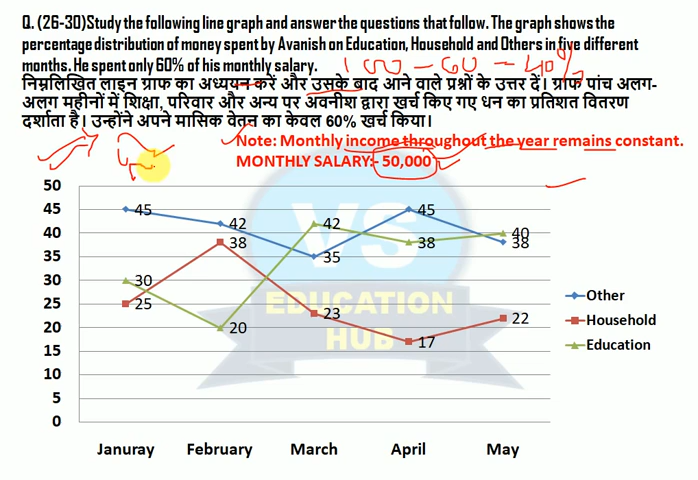 Q. (26-30)Study the following line graph and answer the questions that follow. The graph shows the
percentage distribution of money spent by Avanish on Education, Household and Others in five different
months. He spent only 60% of his monthly salary.
100 - 60 - 40%
निम्नलिखित लाइन ग्राफ का अध्ययन करें और उसके बाद आने वाले प्रश्नों के उत्तर दें। ग्राफ पांच अलग-
अलग महीनों में शिक्षा, परिवार और अन्य पर अवनीश द्वारा खर्च किए गए धन का प्रतिशत वितरण
दर्शाता है। उन्होंने अपने मासिक वेतन का केवल 60% खर्च किया।
Note: Monthly income throughout the year remains constant.
MONTHLY SALARY:- 50,000
50
45
40
35
30
25
20
15
10
5
0
45
42
35
45
38
25
38
23
17
22
30
20
42
38
40
VS
EDUCATION
HUB
Other
Household
Education
Januray
February
March
April
May